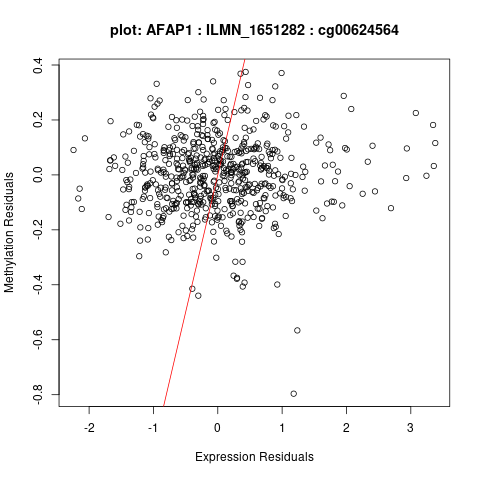 plot: AFAP1 : ILMN_1651282 : cg00624564
Methylation Residuals
0.4
0.2
0.0
-0.2
-0.4
-0.6
-0.8
-2 -1 0 1 2 3
Expression Residuals